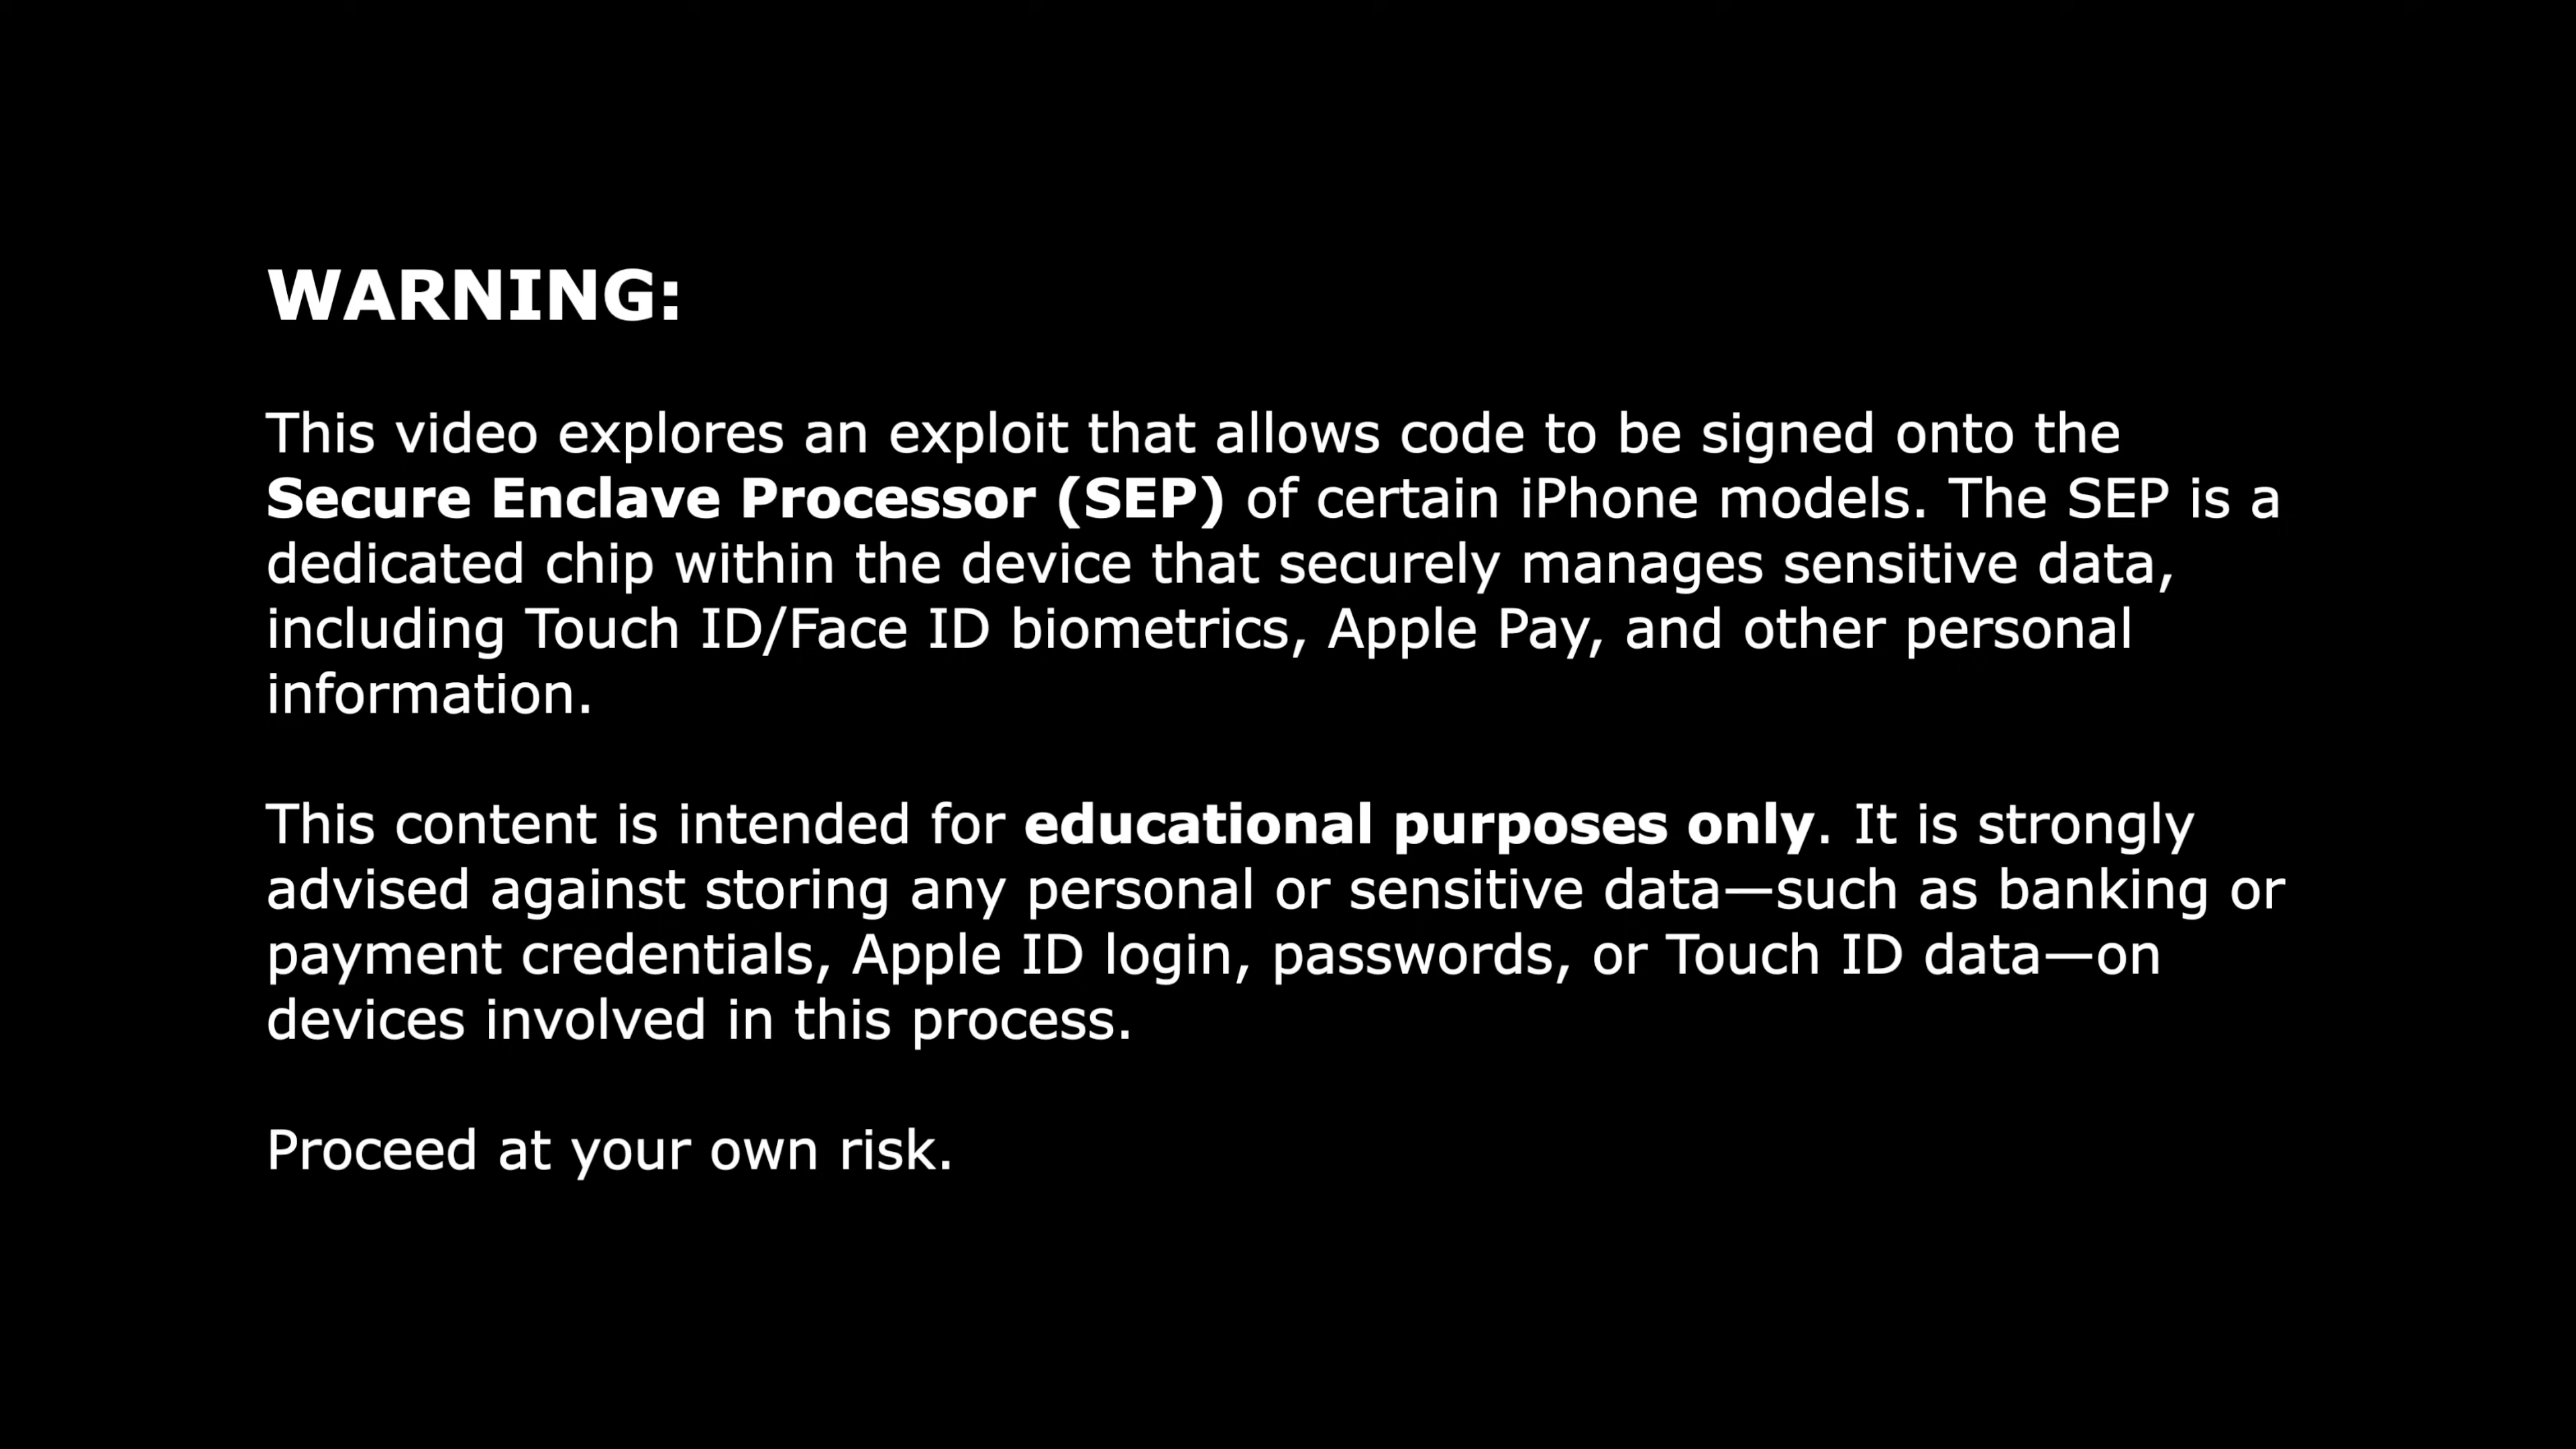 WARNING:
This video explores an exploit that allows code to be signed onto the
Secure Enclave Processor (SEP) of certain iPhone models. The SEP is a
dedicated chip within the device that securely manages sensitive data,
including Touch ID/Face ID biometrics, Apple Pay, and other personal
information.
This content is intended for educational purposes only. It is strongly
advised against storing any personal or sensitive data—such as banking or
payment credentials, Apple ID login, passwords, or Touch ID data—on
devices involved in this process.
Proceed at your own risk.